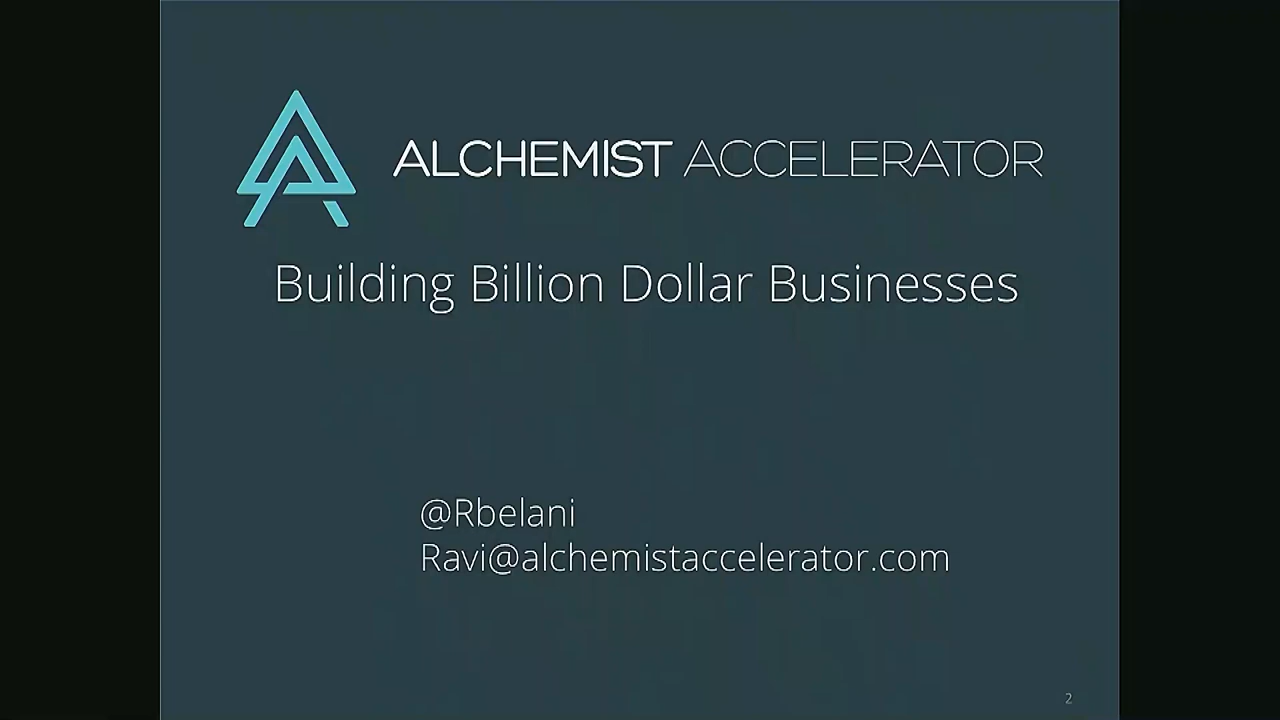 ALCHEMIST ACCELERATOR
Building Billion Dollar Businesses
@Rbelani
Ravi@alchemistaccelerator.com
2